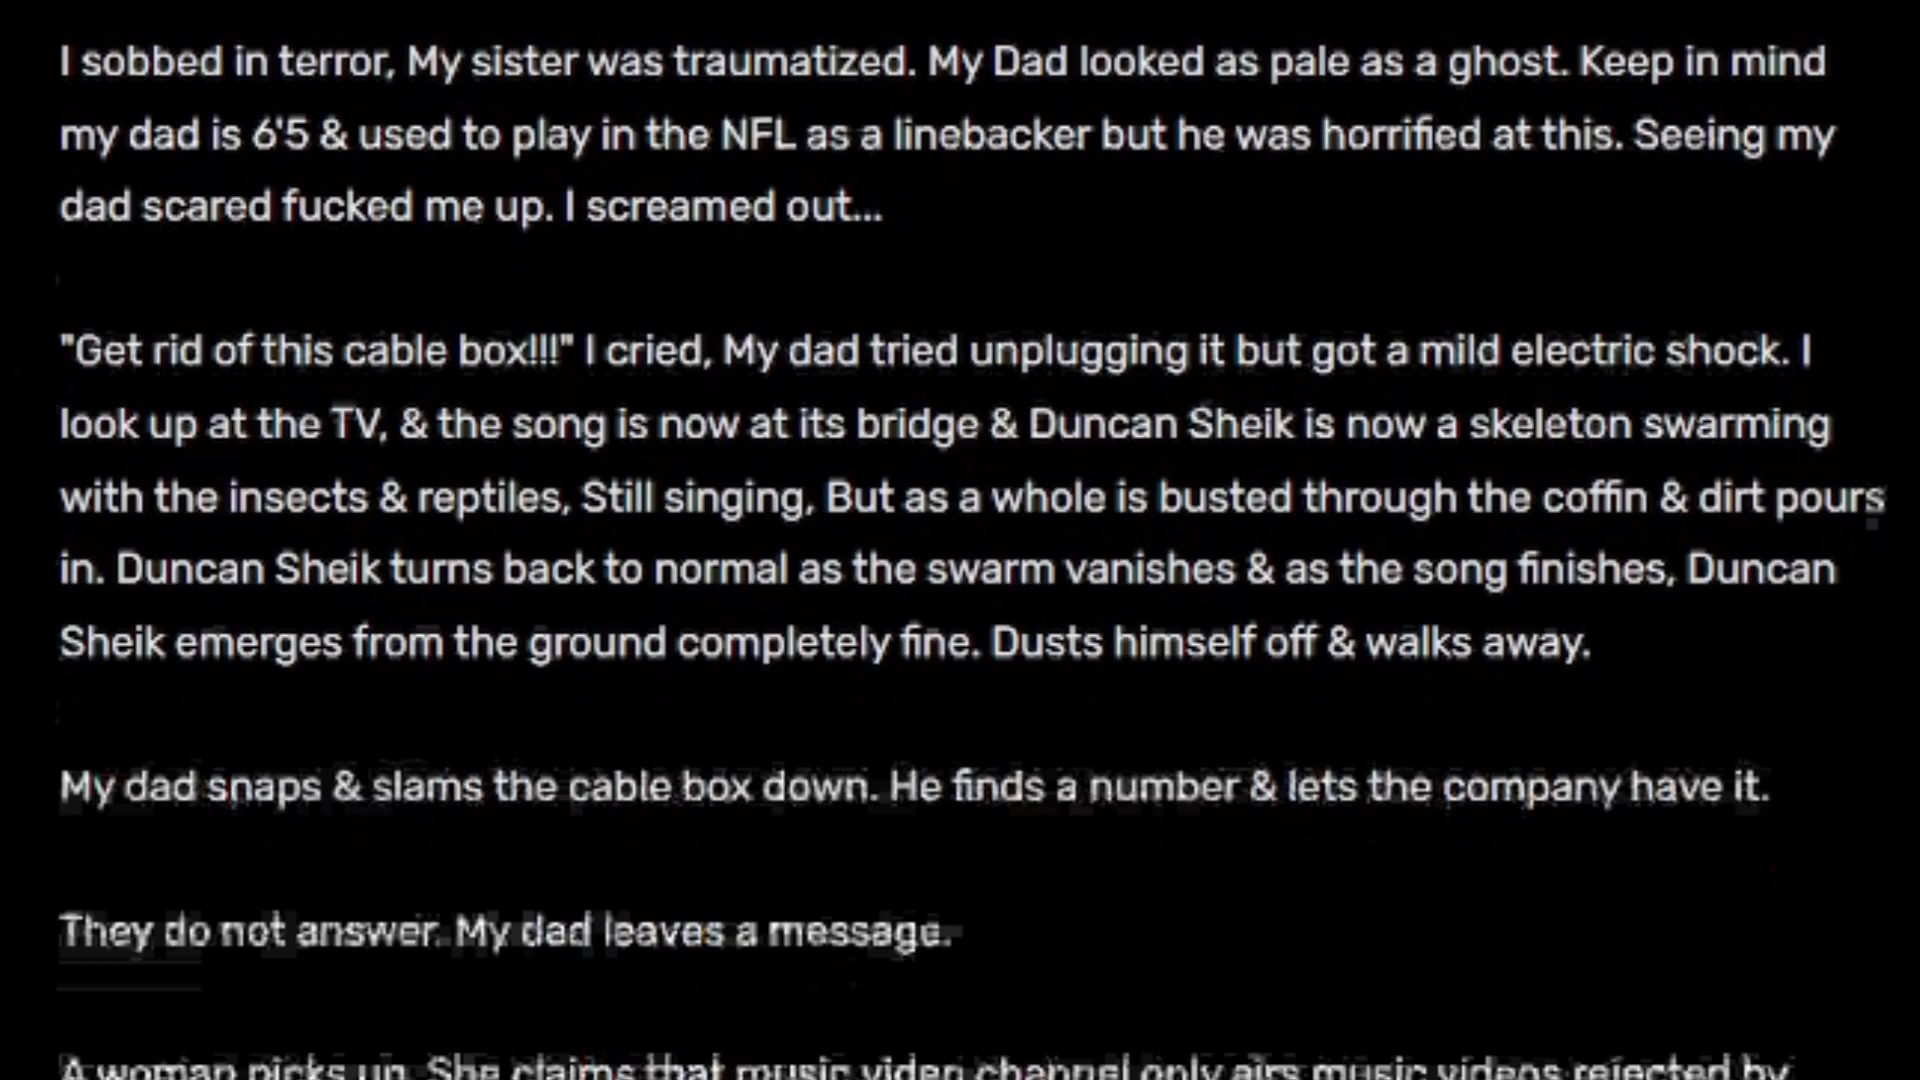 I sobbed in terror, My sister was traumatized. My Dad looked as pale as a ghost. Keep in mind
my dad is 6'5 & used to play in the NFL as a linebacker but he was horrified at this. Seeing my
dad scared fucked me up. I screamed out...
"Get rid of this cable box!!!" I cried, My dad tried unplugging it but got a mild electric shock. I
look up at the TV, & the song is now at its bridge & Duncan Sheik is now a skeleton swarming
with the insects & reptiles, Still singing, But as a whole is busted through the coffin & dirt pours
in. Duncan Sheik turns back to normal as the swarm vanishes & as the song finishes, Duncan
Sheik emerges from the ground completely fine. Dusts himself off & walks away.
My dad snaps & slams the cable box down. He finds a number & lets the company have it.
They do not answer. My dad leaves a message.
A woman picks up. She claims that music video channel only airs music videos rejected by